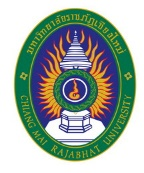 มหาวิทยาลัยราชภัฏเชียงใหม่
CHIANG MAI RAJABHAT UNIVERSITY